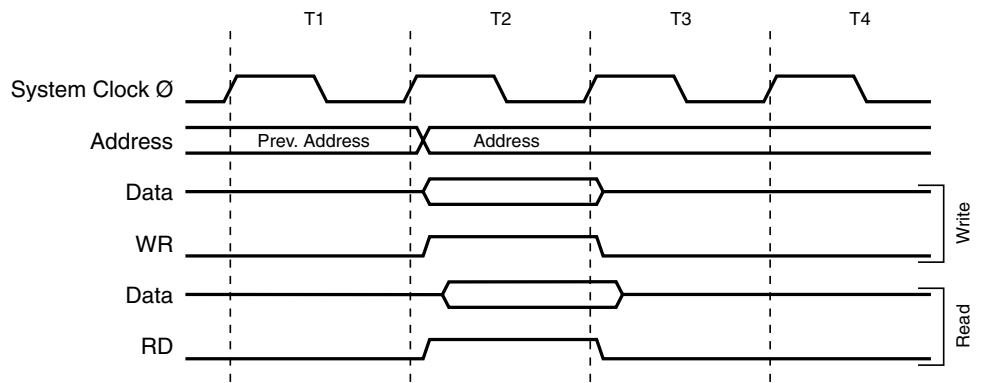 T1 T2 T3 T4
System Clock Ø
Address Prev. Address Address
Data
WR
Write
Data
RD
Read